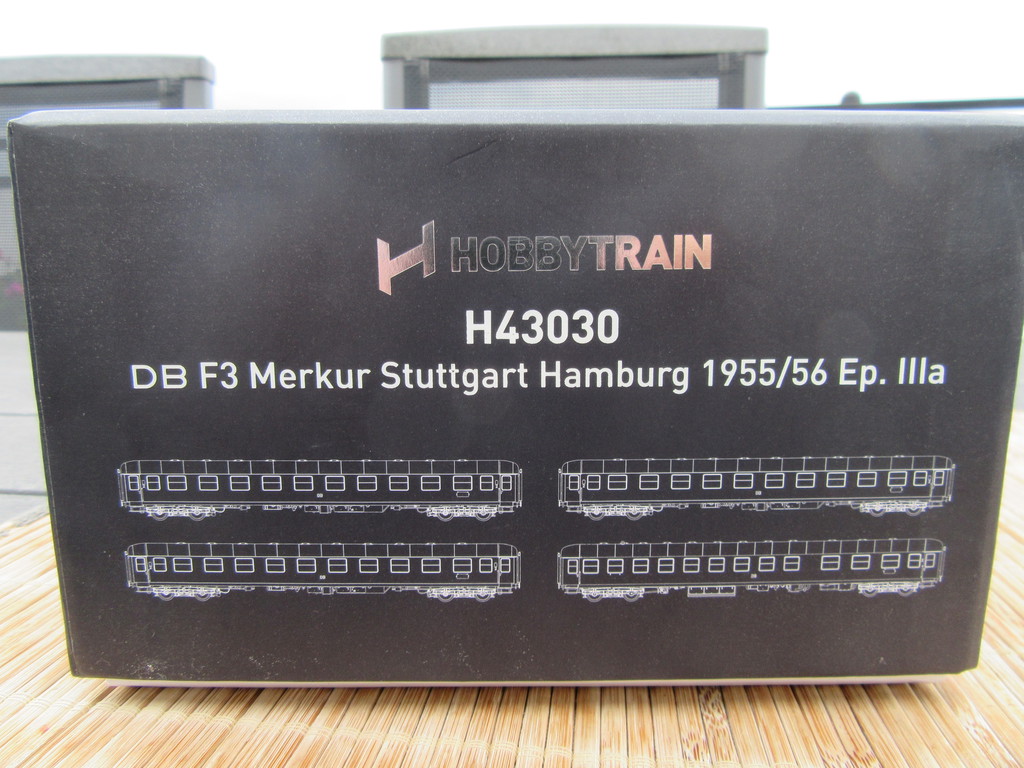 HOBBYTRAIN
H43030
DB F3 Merkur Stuttgart Hamburg 1955/56 Ep. IIIa